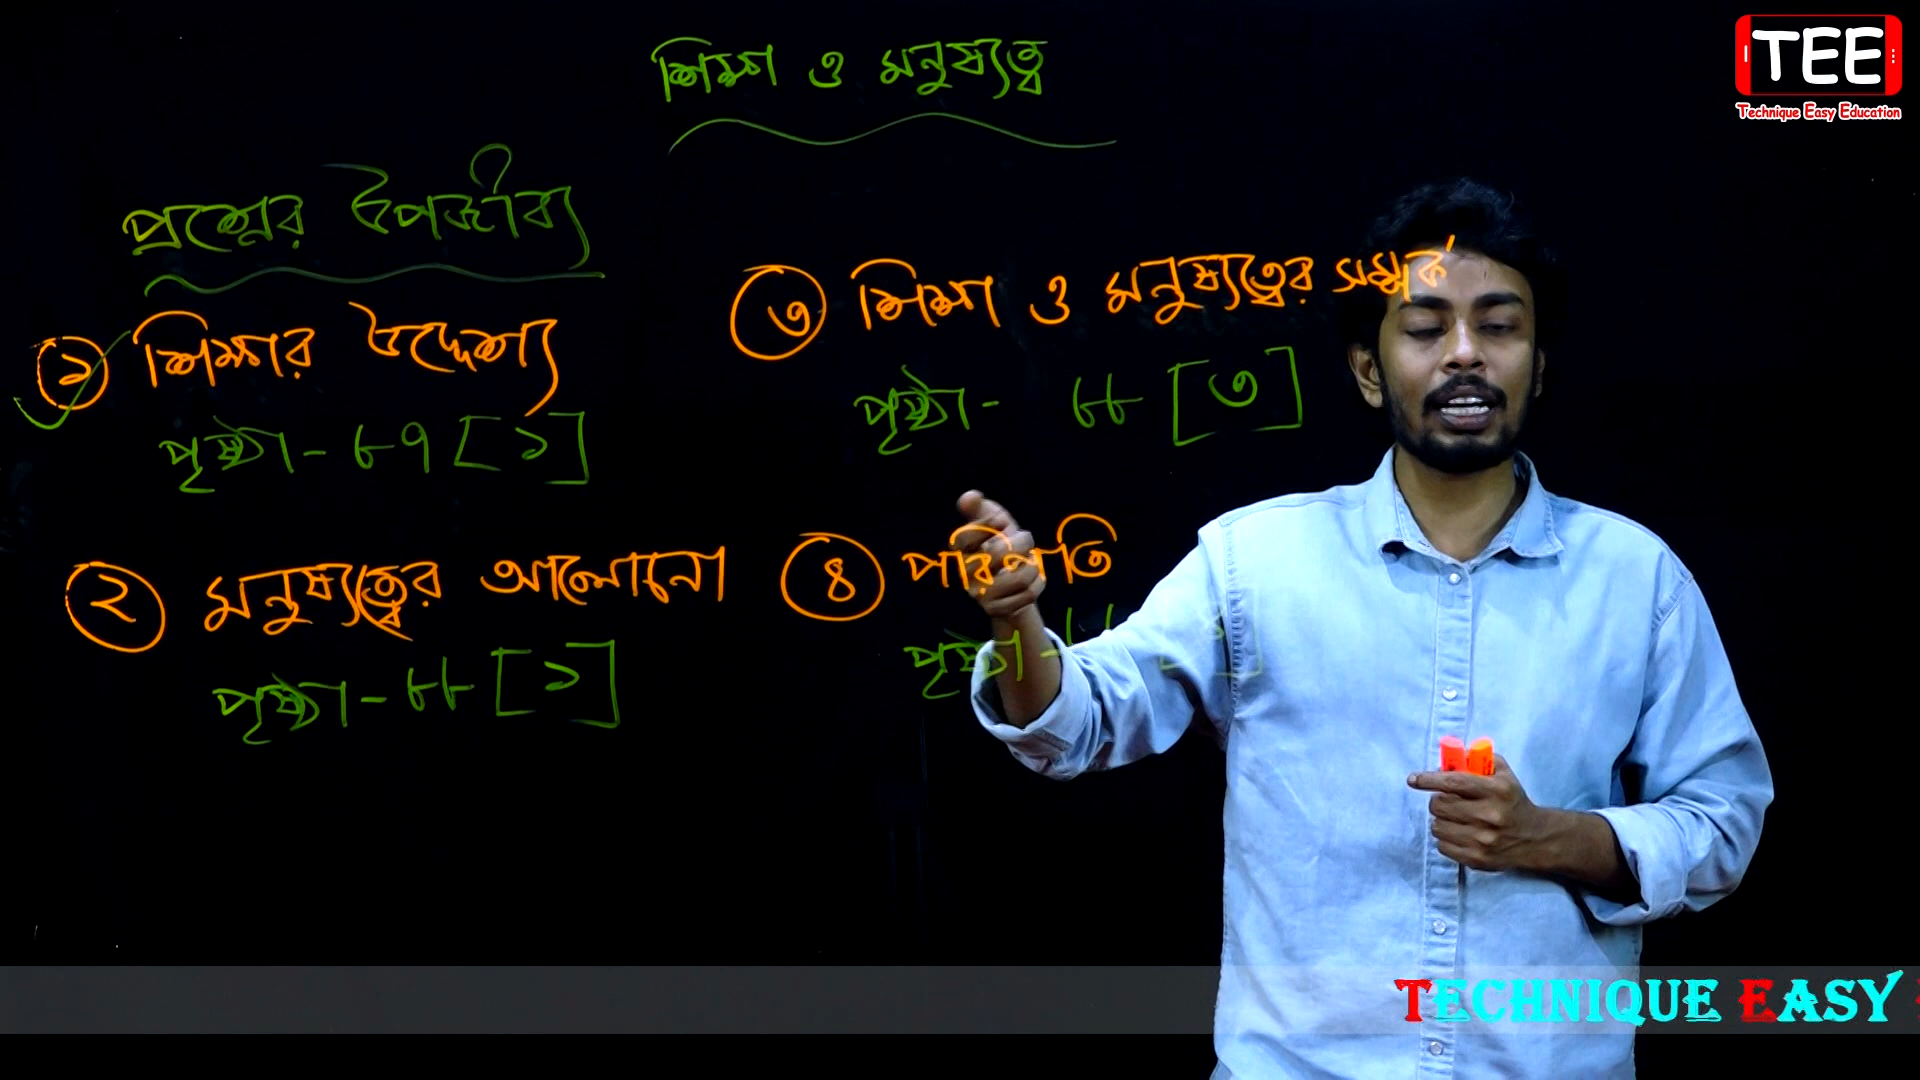 শিক্ষা ও মনুষ্যত্ব
TEE
Technique Easy Education
প্রশ্নের উপজীব্য
১ শিক্ষার উদ্দেশ্য
পৃষ্ঠা - ৮৭ [১]
২ মনুষ্যত্বের আলোচনা
পৃষ্ঠা - ৮৮ [১]
৩ শিক্ষা ও মনুষ্যত্বের সম্পর্ক
পৃষ্ঠা - ৮৮ [৩]
৪ পরিণতি
পৃষ্ঠা - ৮৮
TECHNIQUE EASY